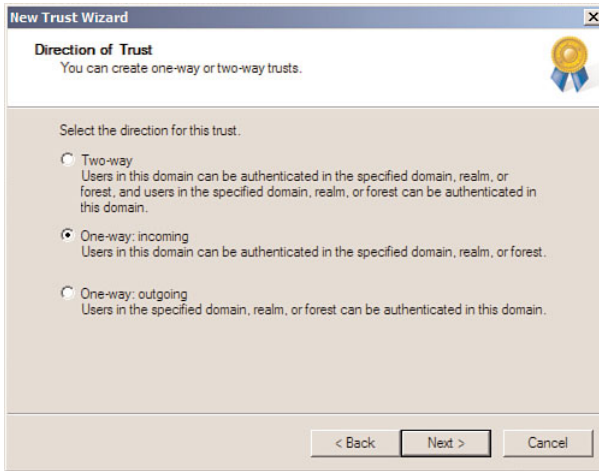 New Trust Wizard
Direction of Trust
You can create one-way or two-way trusts.
Select the direction for this trust.
Two-way
Users in this domain can be authenticated in the specified domain, realm, or
forest, and users in the specified domain, realm, or forest can be authenticated in
this domain.
One-way: incoming
Users in this domain can be authenticated in the specified domain, realm, or forest.
One-way: outgoing
Users in the specified domain, realm, or forest can be authenticated in this domain.
< Back Next > Cancel